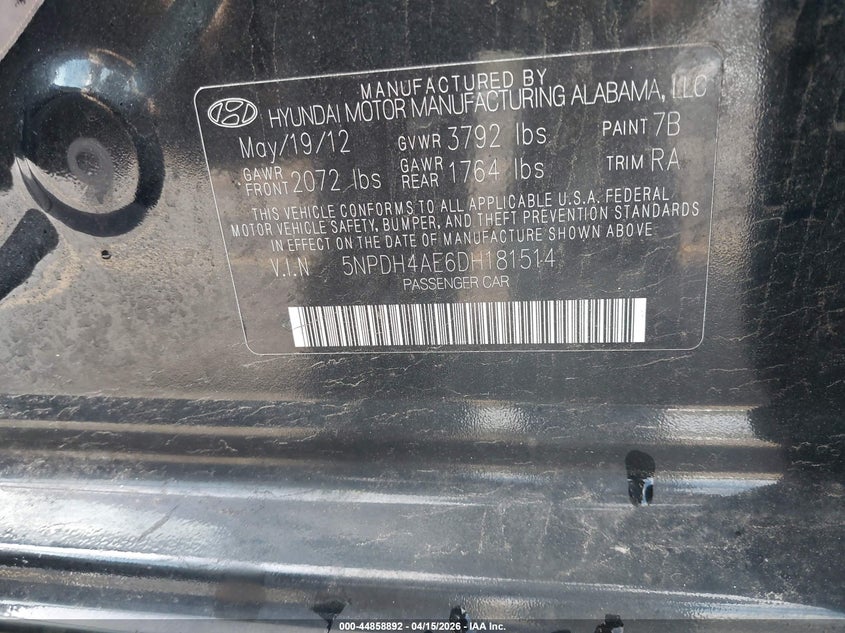 MANUFACTURED BY
HYUNDAI MOTOR MANUFACTURING ALABAMA, LLC
May/19/12 GVWR 3792 lbs PAINT 7B
GAWR FRONT 2072 lbs GAWR REAR 1764 lbs TRIM RA
THIS VEHICLE CONFORMS TO ALL APPLICABLE U.S.A. FEDERAL
MOTOR VEHICLE SAFETY, BUMPER, AND THEFT PREVENTION STANDARDS
IN EFFECT ON THE DATE OF MANUFACTURE SHOWN ABOVE.
V.I.N 5NPDH4AE6DH181514
PASSENGER CAR
000-44858892 - 04/15/2026 - IAA Inc.